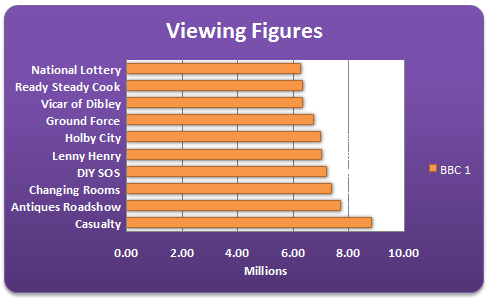 Viewing Figures
National Lottery
Ready Steady Cook
Vicar of Dibley
Ground Force
Holby City
Lenny Henry
DIY SOS
Changing Rooms
Antiques Roadshow
Casualty
BBC 1
0.00 2.00 4.00 6.00 8.00 10.00
Millions